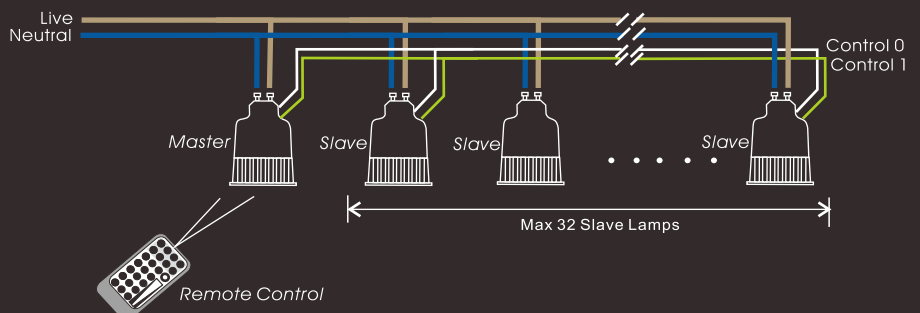 Live
Neutral
Control 0
Control 1
Master
Slave
Slave
Slave
Max 32 Slave Lamps
Remote Control